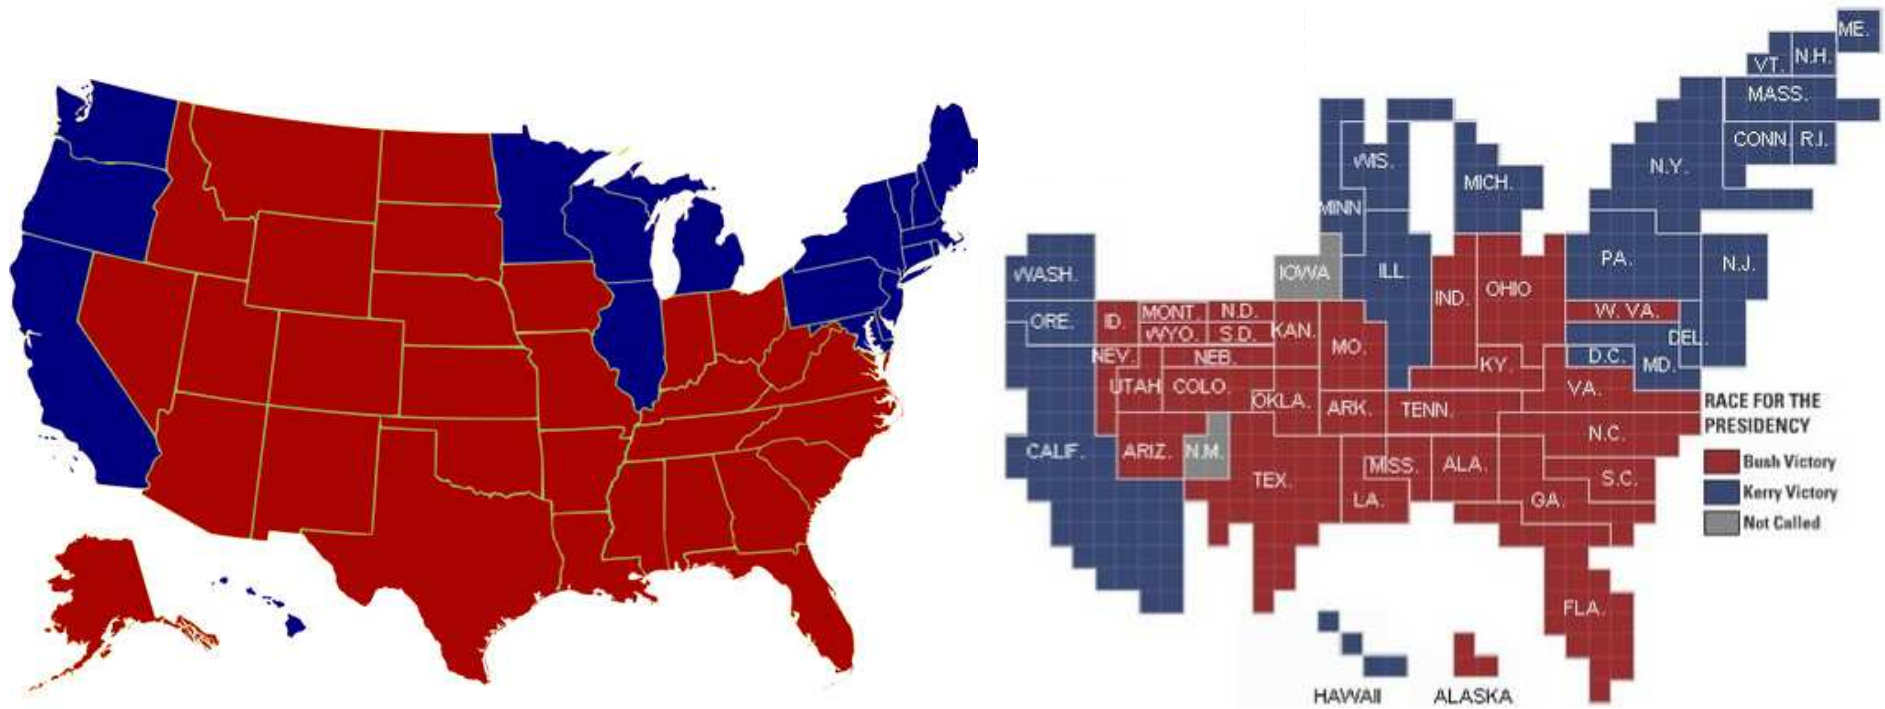 ME.
N.H.
VT.
MASS.
CONN. R.I.
WIS.
N.Y.
MICH.
MINN
PA.
N.J.
WASH.
IOWA
ILL.
OHIO
IND.
ORE.
ID.
MONT.
N.D.
W. VA.
WYO.
S.D.
KAN.
MO.
DEL.
NEV.
NEB.
KY.
D.C.
MD.
UTAH
COLO.
OKLA.
ARK.
TENN.
VA.
N.C.
CALIF.
ARIZ.
N.M.
TEX.
MISS.
ALA.
S.C.
LA.
GA.
FLA.
HAWAII
ALASKA
RACE FOR THE
PRESIDENCY
Bush Victory
Kerry Victory
Not Called